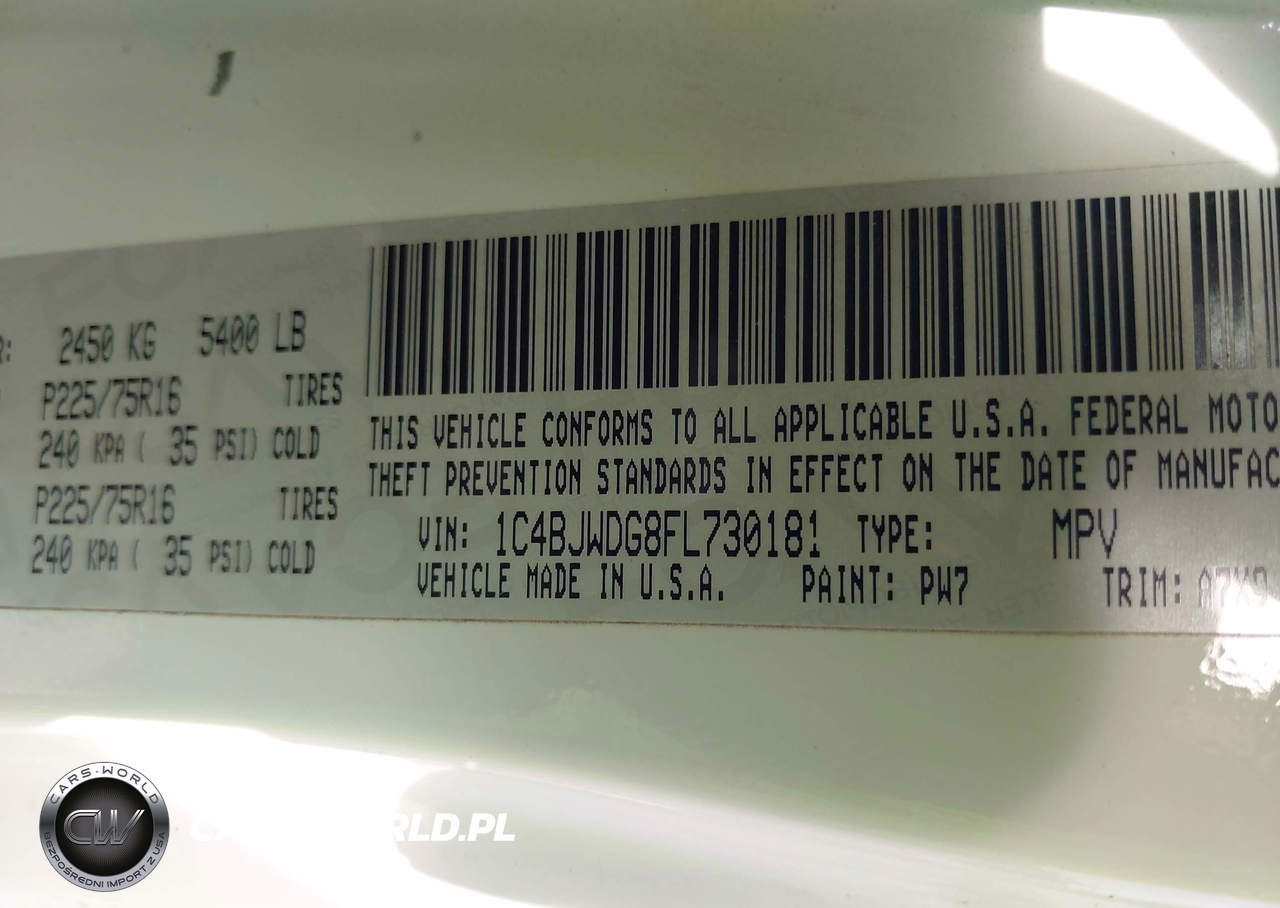 2450 KG 5400 LB
P225/75R16 TIRES
240 KPA ( 35 PSI) COLD
P225/75R16 TIRES
240 KPA ( 35 PSI) COLD
THIS VEHICLE CONFORMS TO ALL APPLICABLE U.S.A. FEDERAL MOTO
THEFT PREVENTION STANDARDS IN EFFECT ON THE DATE OF MANUFAC
VIN: 1C4BJWDG8FL730181 TYPE: MPV
VEHICLE MADE IN U.S.A. PAINT: PW7 TRIM:
CARS-WORLD
CW
BEZPOŚREDNI IMPORT Z USA